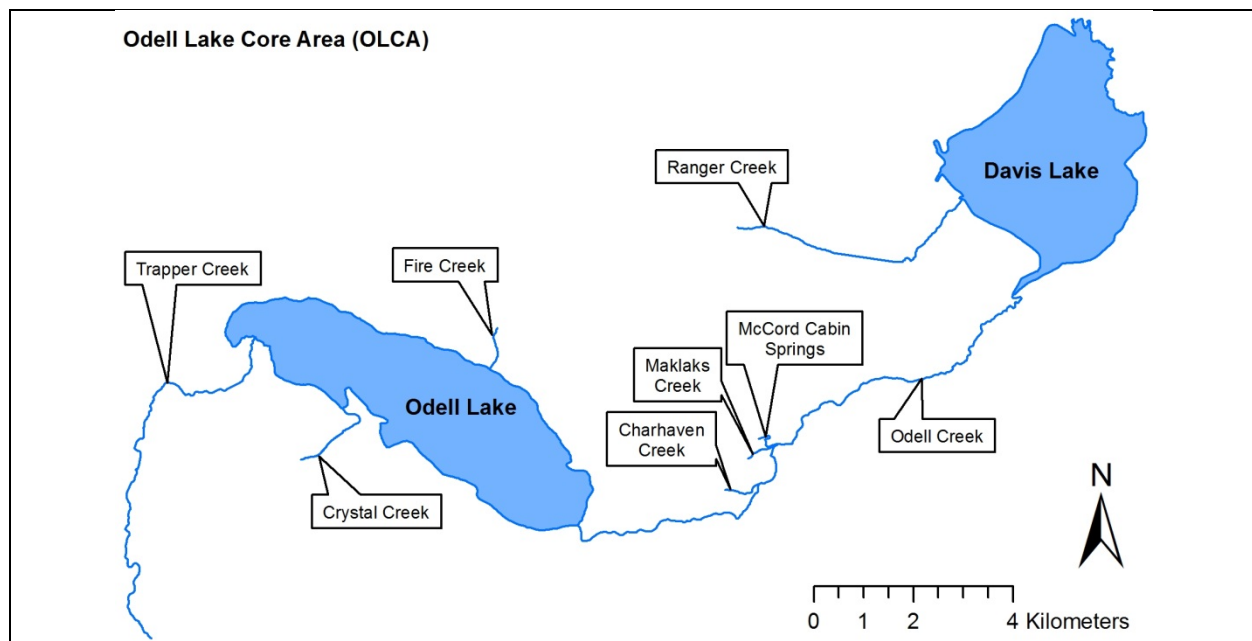 Odell Lake Core Area (OLCA)
Davis Lake
Ranger Creek
Trapper Creek
Fire Creek
McCord Cabin
Springs
Maklaks
Creek
Odell Lake
Charhaven
Creek
Odell Creek
Crystal Creek
N
0 1 2 4 Kilometers